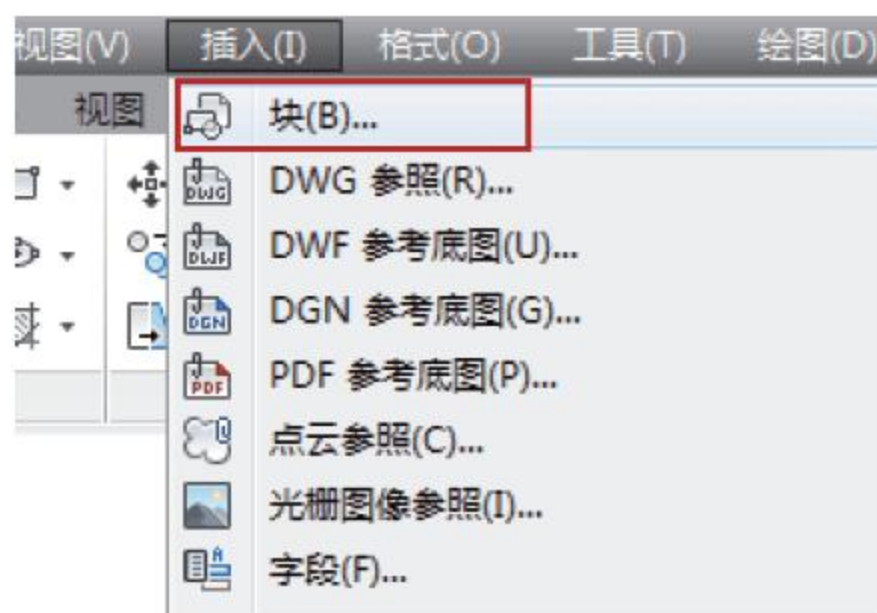 视图(V) 插入(I) 格式(O) 工具(T) 绘图(D)
视图
块(B)...
DWG 参照(R)...
DWF 参考底图(U)...
DGN 参考底图(G)...
PDF 参考底图(P)...
点云参照(C)...
光栅图像参照(I)...
字段(F)...